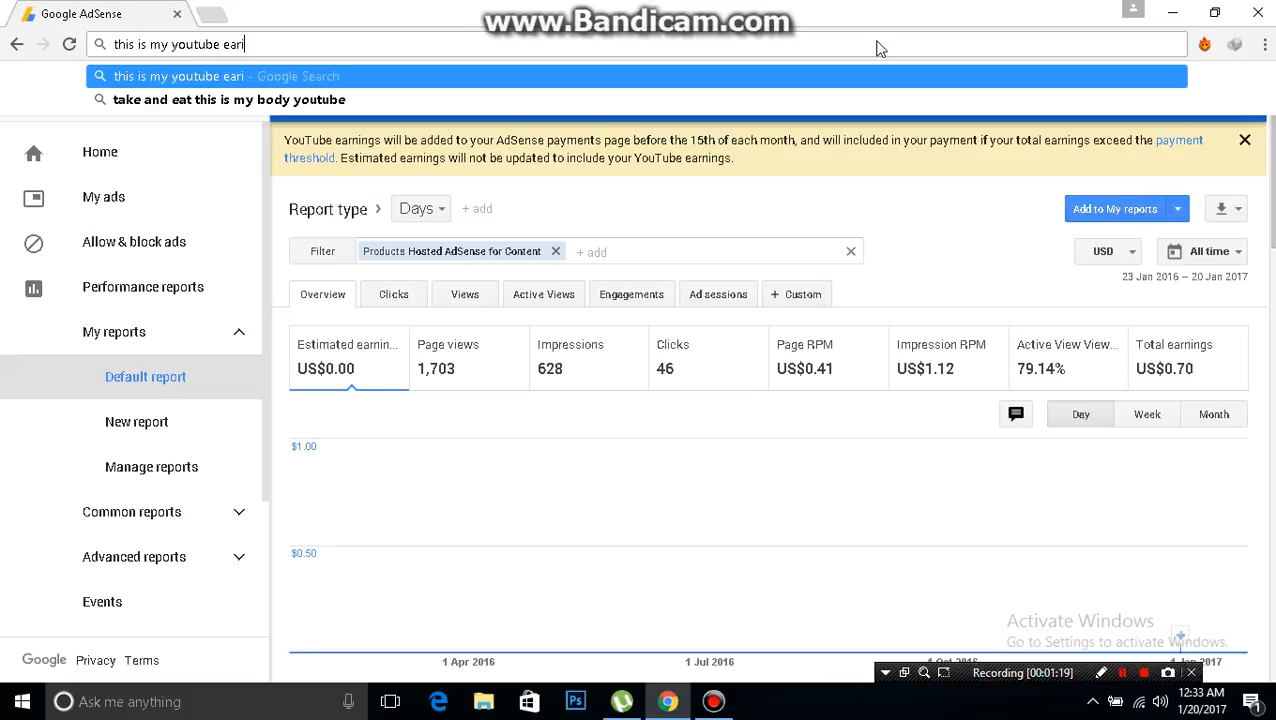 www.Bandicam.com
Google AdSense
this is my youtube eari
this is my youtube eari - Google Search
take and eat this is my body youtube
YouTube earnings will be added to your AdSense payments page before the 15th of each month, and will included in your payment if your total earnings exceed the payment
threshold. Estimated earnings will not be updated to include your YouTube earnings.
Home
My ads
Allow & block ads
Performance reports
My reports
Default report
New report
Manage reports
Common reports
Advanced reports
Events
Google Privacy Terms
Report type > Days + add
Add to My reports
Filter Products Hosted AdSense for Content + add
USD All time
23 Jan 2016 – 20 Jan 2017
Overview Clicks Views Active Views Engagements Ad sessions + Custom
Estimated earnin... Page views Impressions Clicks Page RPM Impression RPM Active View View... Total earnings
US$0.00 1,703 628 46 US$0.41 US$1.12 79.14% US$0.70
Day Week Month
$1.00
$0.50
Activate Windows
Go to Settings to activate Windows.
1 Apr 2016 1 Jul 2016 1 Oct 2016 1 Jan 2017
Recording [00:01:19]
Ask me anything
12:33 AM
1/20/2017
1